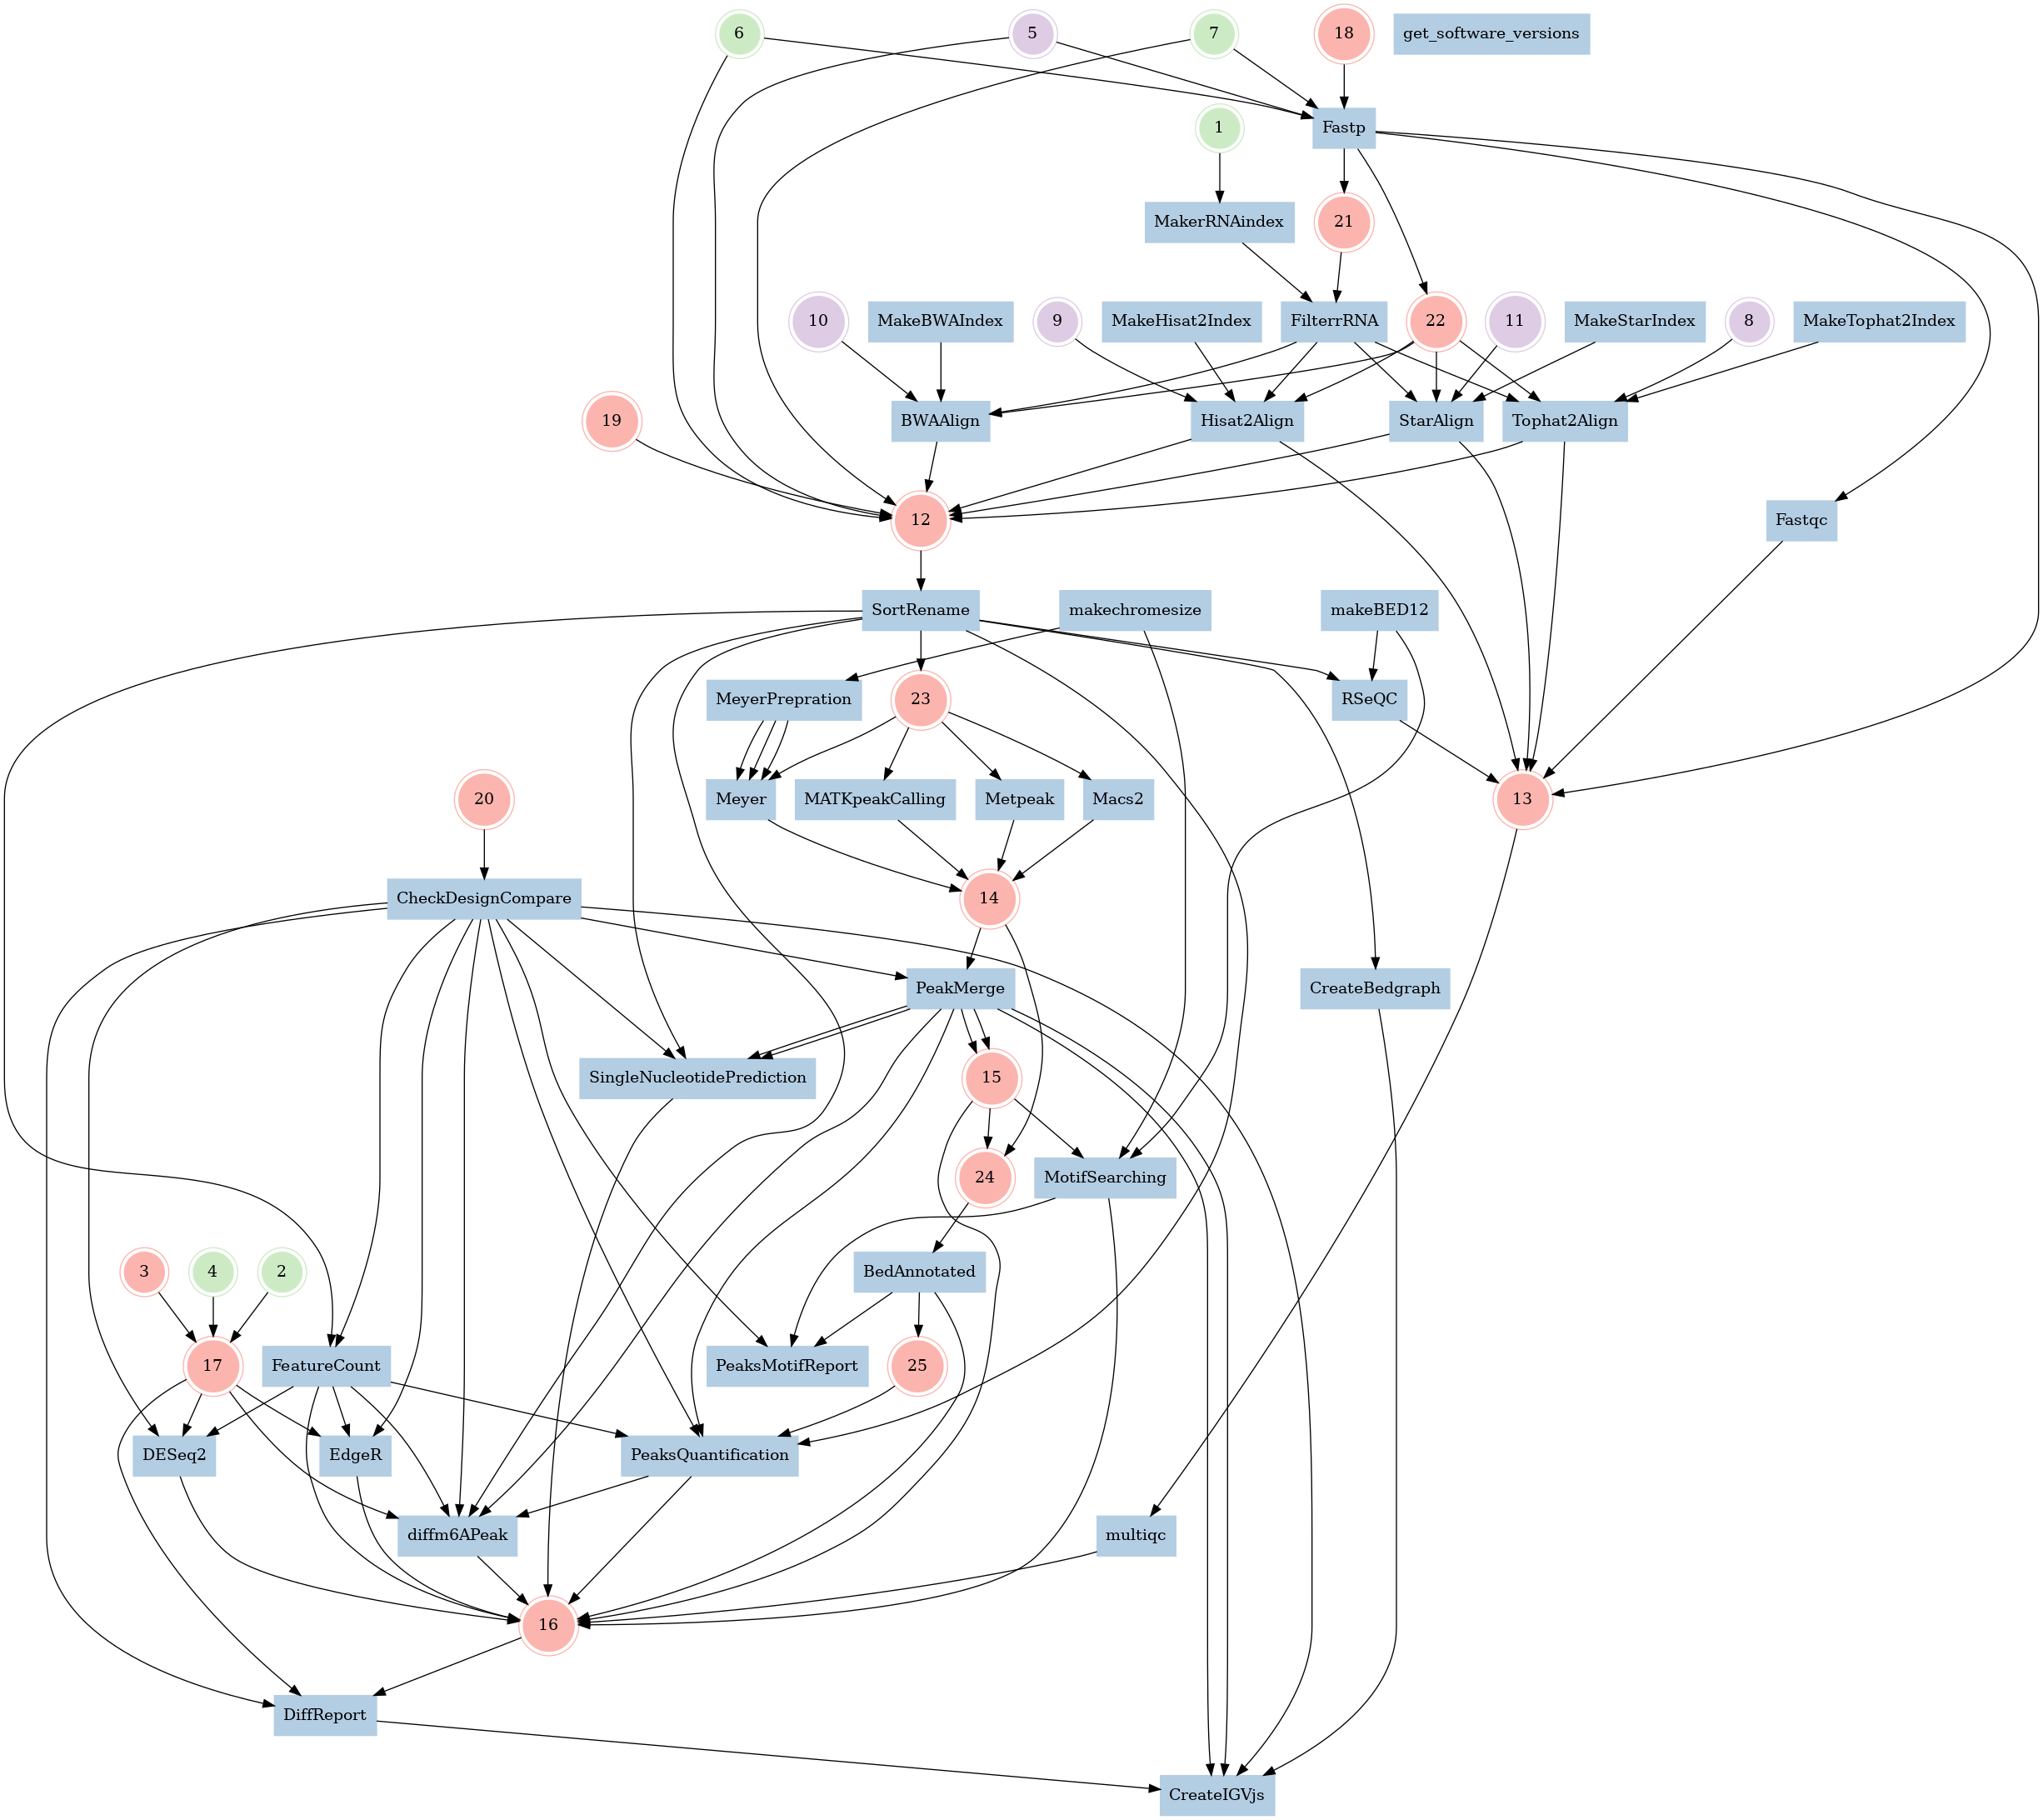 6
5
7
18
get_software_versions
1
Fastp
MakerRNAindex
21
10
MakeBWAIndex
9
MakeHisat2Index
FilterrRNA
22
11
MakeStarIndex
8
MakeTophat2Index
19
BWAAlign
Hisat2Align
StarAlign
Tophat2Align
12
Fastqc
SortRename
makechromesize
makeBED12
MeyerPrepration
23
RSeQC
20
Meyer
MATKpeakCalling
Metpeak
Macs2
13
CheckDesignCompare
14
PeakMerge
CreateBedgraph
SingleNucleotidePrediction
15
24
MotifSearching
3
4
2
BedAnnotated
17
FeatureCount
PeaksMotifReport
25
DESeq2
EdgeR
PeaksQuantification
diffm6APeak
multiqc
16
DiffReport
CreateIGVjs